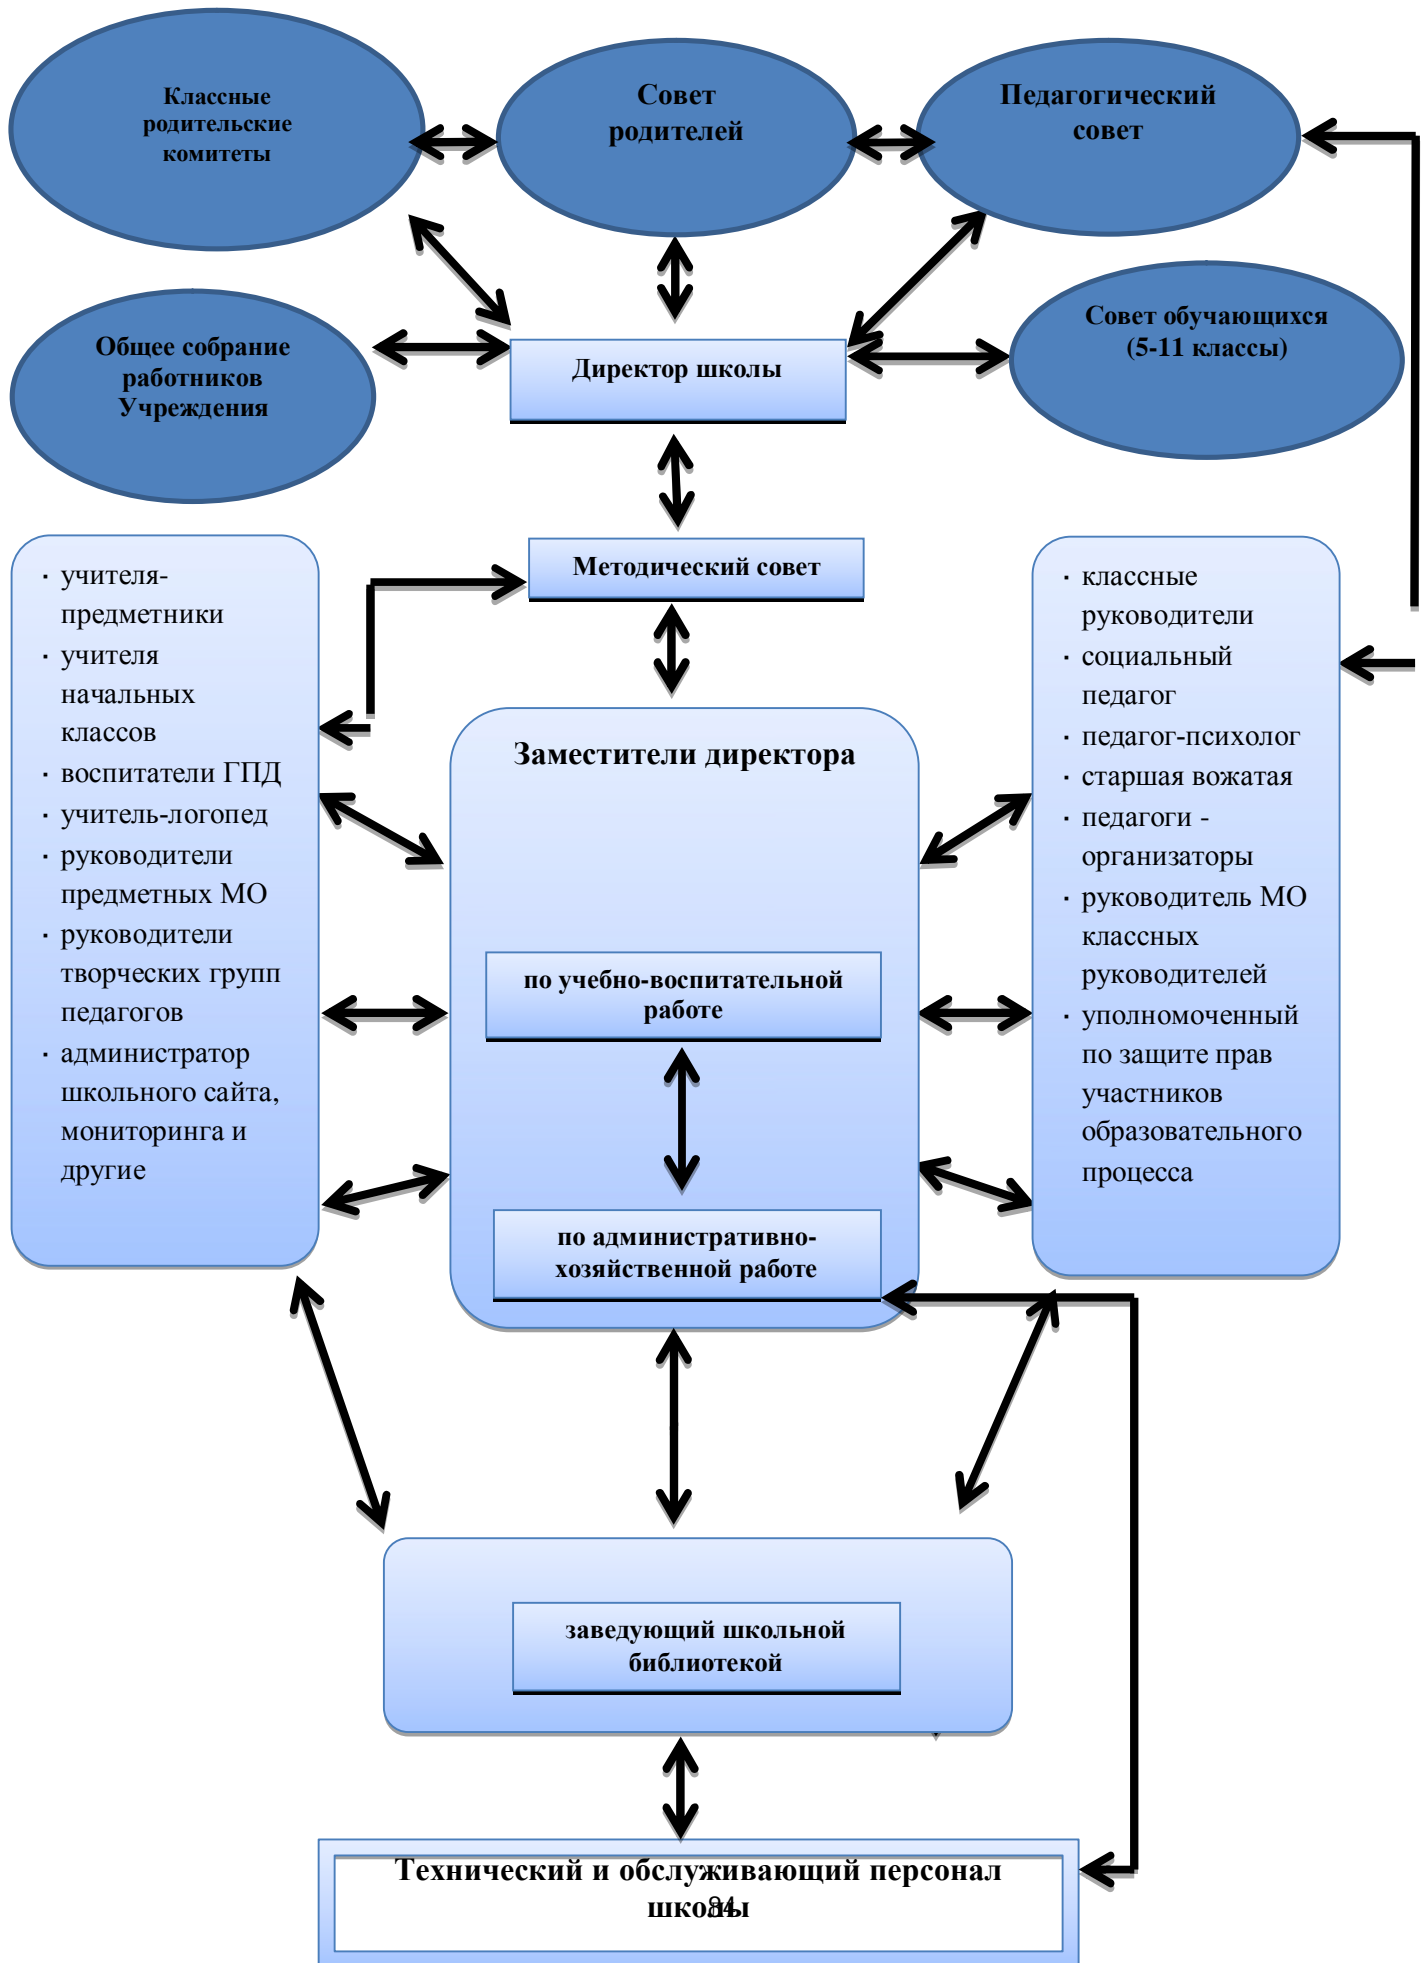 Классные
родительские
комитеты
Совет
родителей
Педагогический
совет
Общее собрание
работников
Учреждения
Директор школы
Совет обучающихся
(5-11 классы)
Методический совет
· учителя-
предметники
· учителя
начальных
классов
· воспитатели ГПД
· учитель-логопед
· руководители
предметных МО
· руководители
творческих групп
педагогов
· администратор
школьного сайта,
мониторинга и
другие
Заместители директора
по учебно-воспитательной
работе
по административно-
хозяйственной работе
· классные
руководители
· социальный
педагог
· педагог-психолог
· старшая вожатая
· педагоги -
организаторы
· руководитель МО
классных
руководителей
· уполномоченный
по защите прав
участников
образовательного
процесса
заведующий школьной
библиотекой
Технический и обслуживающий персонал
школы
84